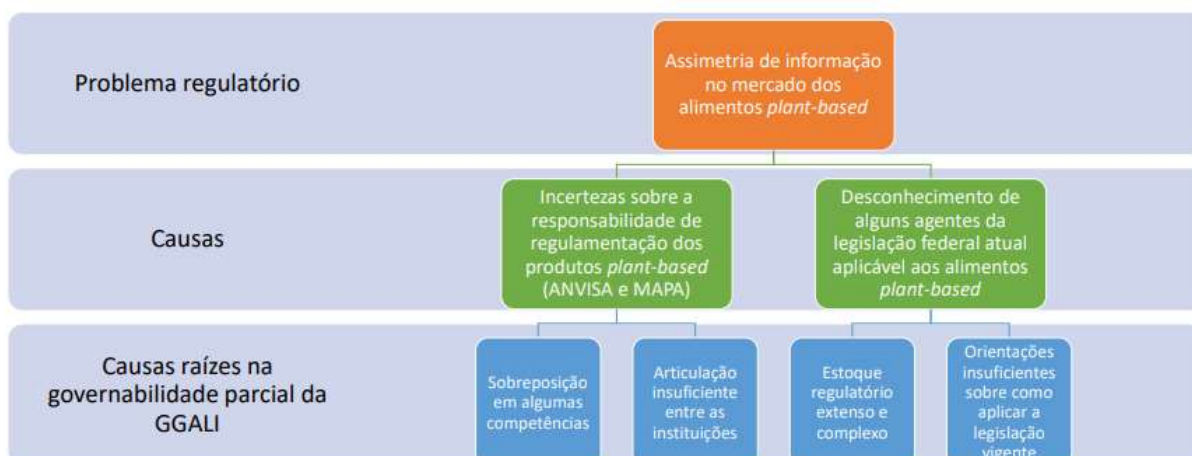 Problema regulatório
Assimetria de informação
no mercado dos
alimentos plant-based
Causas
Incertezas sobre a
responsabilidade de
regulamentação dos
produtos plant-based
(ANVISA e MAPA)
Desconhecimento de
alguns agentes da
legislação federal atual
aplicável aos alimentos
plant-based
Causas raízes na
governabilidade parcial da
GGALI
Sobreposição
em algumas
competências
Articulação
insuficiente
entre as
instituições
Estoque
regulatório
extenso e
complexo
Orientações
insuficientes
sobre como
aplicar a
legislação
vigente